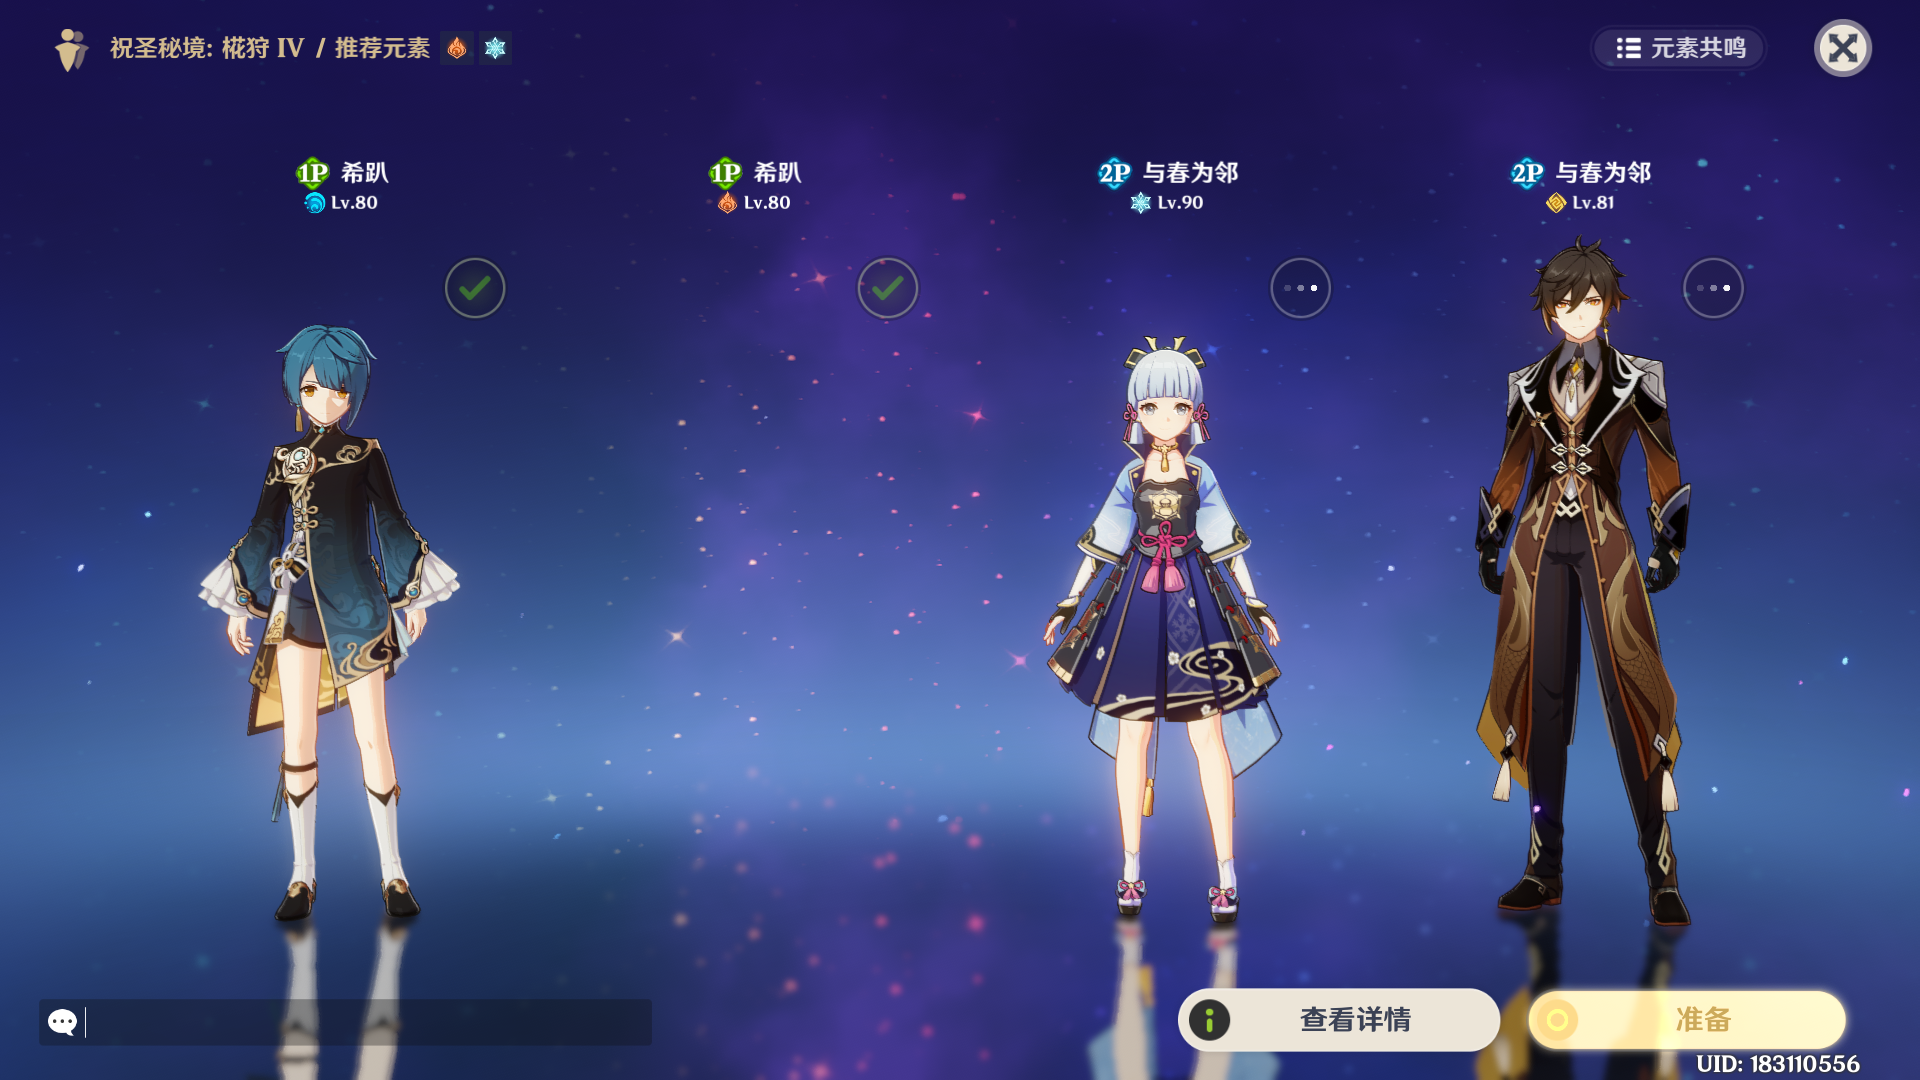 祝圣秘境: 椛狩 IV / 推荐元素
元素共鸣
1P 希趴
Lv.80
1P 希趴
Lv.80
2P 与春为邻
Lv.90
2P 与春为邻
Lv.81
查看详情
准备
UID: 183110556